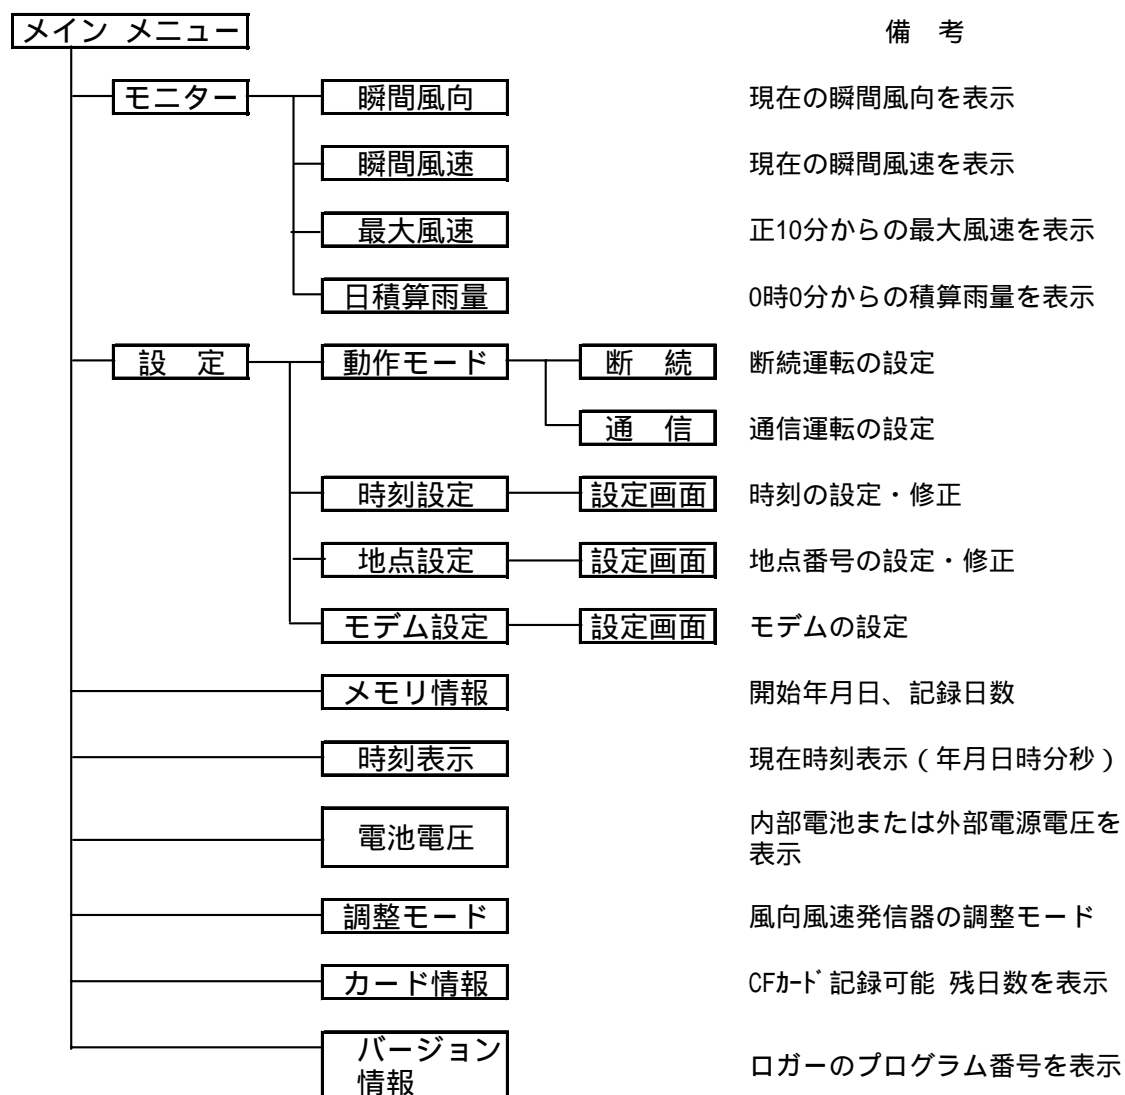 メイン メニュー 備 考
モニター 瞬間風向 現在の瞬間風向を表示
瞬間風速 現在の瞬間風速を表示
最大風速 正10分からの最大風速を表示
日積算雨量 0時0分からの積算雨量を表示
設 定 動作モード 断 続 断続運転の設定
通 信 通信運転の設定
時刻設定 設定画面 時刻の設定・修正
地点設定 設定画面 地点番号の設定・修正
モデム設定 設定画面 モデムの設定
メモリ情報 開始年月日、記録日数
時刻表示 現在時刻表示(年月日時分秒)
電池電圧 内部電池または外部電源電圧を
表示
調整モード 風向風速発信器の調整モード
カード情報 CFｶｰﾄﾞ記録可能 残日数を表示
バージョン
情報 ロガーのプログラム番号を表示